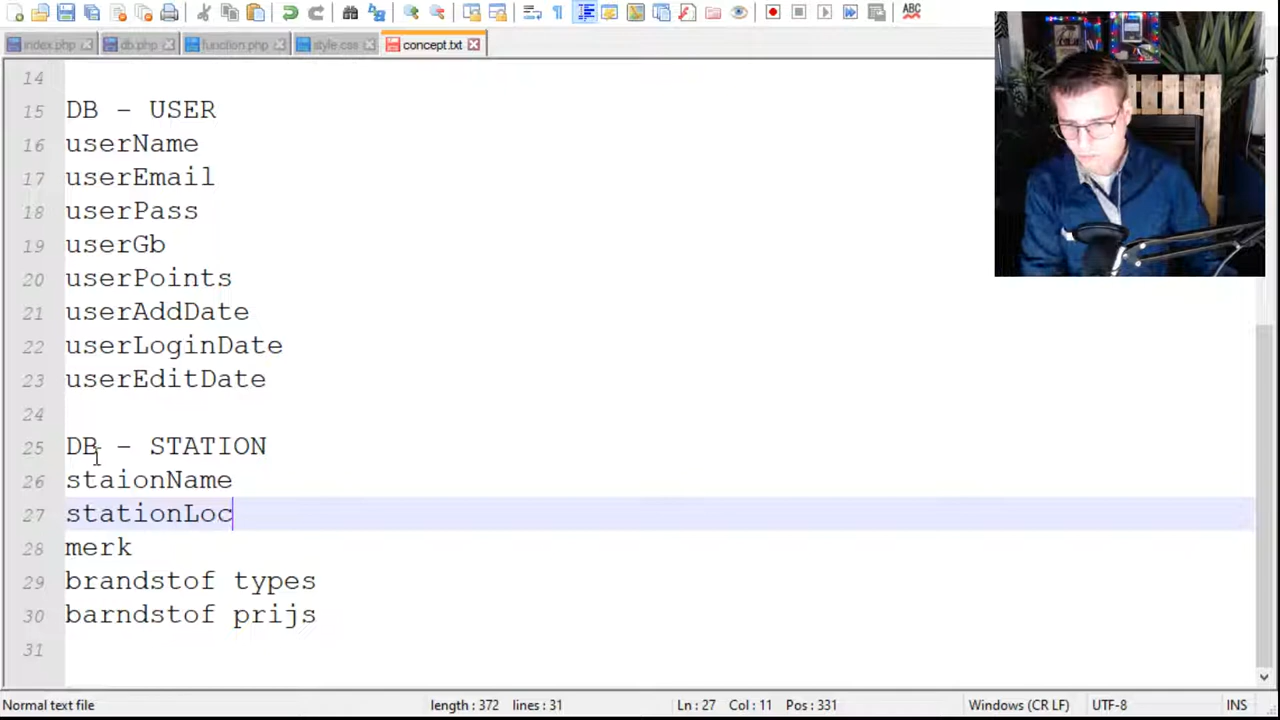 index.php
db.php
function.php
style.css
concept.txt
ABC
14
15 DB - USER
16 userName
17 userEmail
18 userPass
19 userGb
20 userPoints
21 userAddDate
22 userLoginDate
23 userEditDate
24
25 DB - STATION
26 staionName
27 stationLoc
28 merk
29 brandstof types
30 barndstof prijs
31
Normal text file length : 372 lines : 31 Ln : 27 Col : 11 Pos : 331 Windows (CR LF) UTF-8 INS